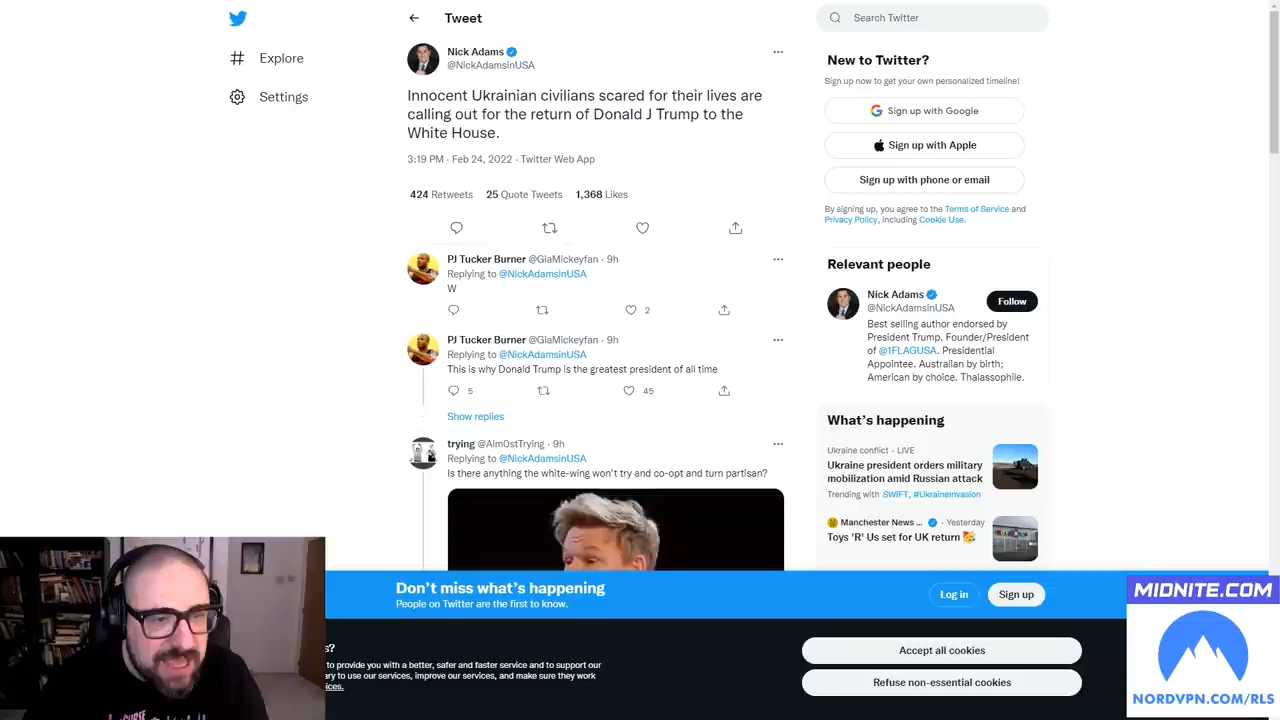 Tweet
Search Twitter
Explore
Settings
Nick Adams
@NickAdamsinUSA
Innocent Ukrainian civilians scared for their lives are
calling out for the return of Donald J Trump to the
White House.
3:19 PM · Feb 24, 2022 · Twitter Web App
424 Retweets 25 Quote Tweets 1,368 Likes
PJ Tucker Burner @GiaMickeyfan · 9h
Replying to @NickAdamsinUSA
W
2
PJ Tucker Burner @GiaMickeyfan · 9h
Replying to @NickAdamsinUSA
This is why Donald Trump is the greatest president of all time
5 45
Show replies
trying @Alm0stTrying · 9h
Replying to @NickAdamsinUSA
Is there anything the white-wing won't try and co-opt and turn partisan?
New to Twitter?
Sign up now to get your own personalized timeline!
Sign up with Google
Sign up with Apple
Sign up with phone or email
By signing up, you agree to the Terms of Service and
Privacy Policy, including Cookie Use.
Relevant people
Nick Adams
@NickAdamsinUSA
Follow
Best selling author endorsed by
President Trump. Founder/President
of @1FLAGUSA. Presidential
Appointee. Australian by birth;
American by choice. Thalassophile.
What's happening
Ukraine conflict · LIVE
Ukraine president orders military
mobilization amid Russian attack
Trending with SWIFT, #UkraineInvasion
Manchester News ... · Yesterday
Toys 'R' Us set for UK return 🥳
Don't miss what's happening
People on Twitter are the first to know.
Log in
Sign up
s?
to provide you with a better, safer and faster service and to support our
ary to use our services, improve our services, and make sure they work
ices.
Accept all cookies
Refuse non-essential cookies
MIDNITE.COM
NORDVPN.COM/RLS